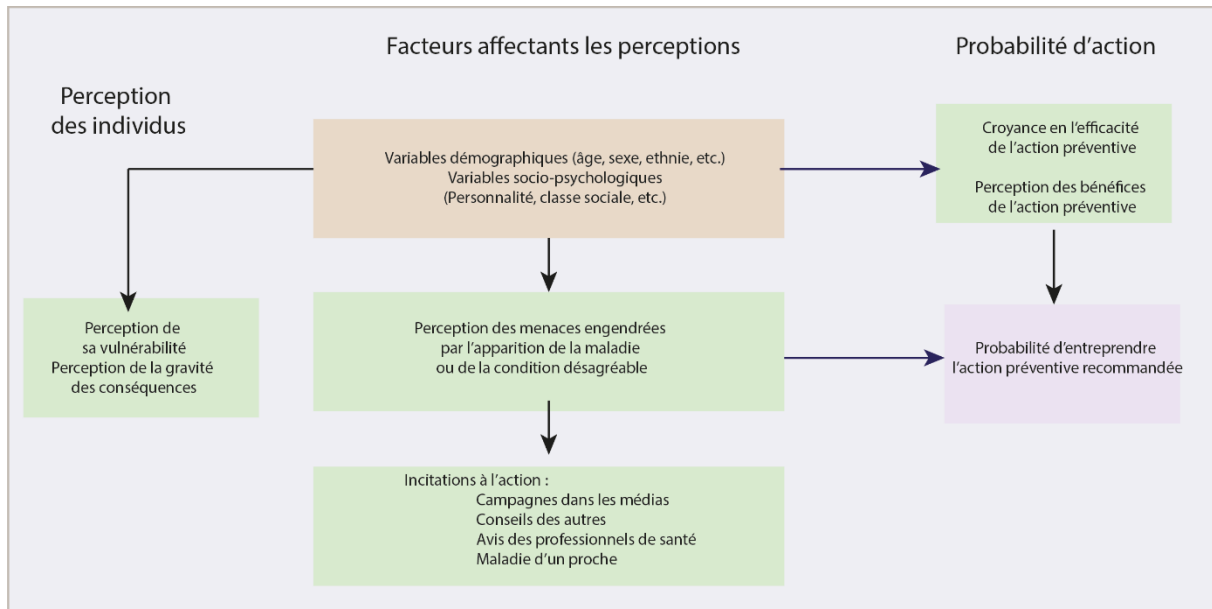 Facteurs affectants les perceptions
Probabilité d'action
Perception
des individus
Variables démographiques (âge, sexe, ethnie, etc.)
Variables socio-psychologiques
(Personnalité, classe sociale, etc.)
Croyance en l'efficacité
de l'action préventive
Perception des bénéfices
de l'action préventive
Perception de
sa vulnérabilité
Perception de la gravité
des conséquences
Perception des menaces engendrées
par l'apparition de la maladie
ou de la condition désagréable
Probabilité d'entreprendre
l'action préventive recommandée
Incitations à l'action :
Campagnes dans les médias
Conseils des autres
Avis des professionnels de santé
Maladie d'un proche